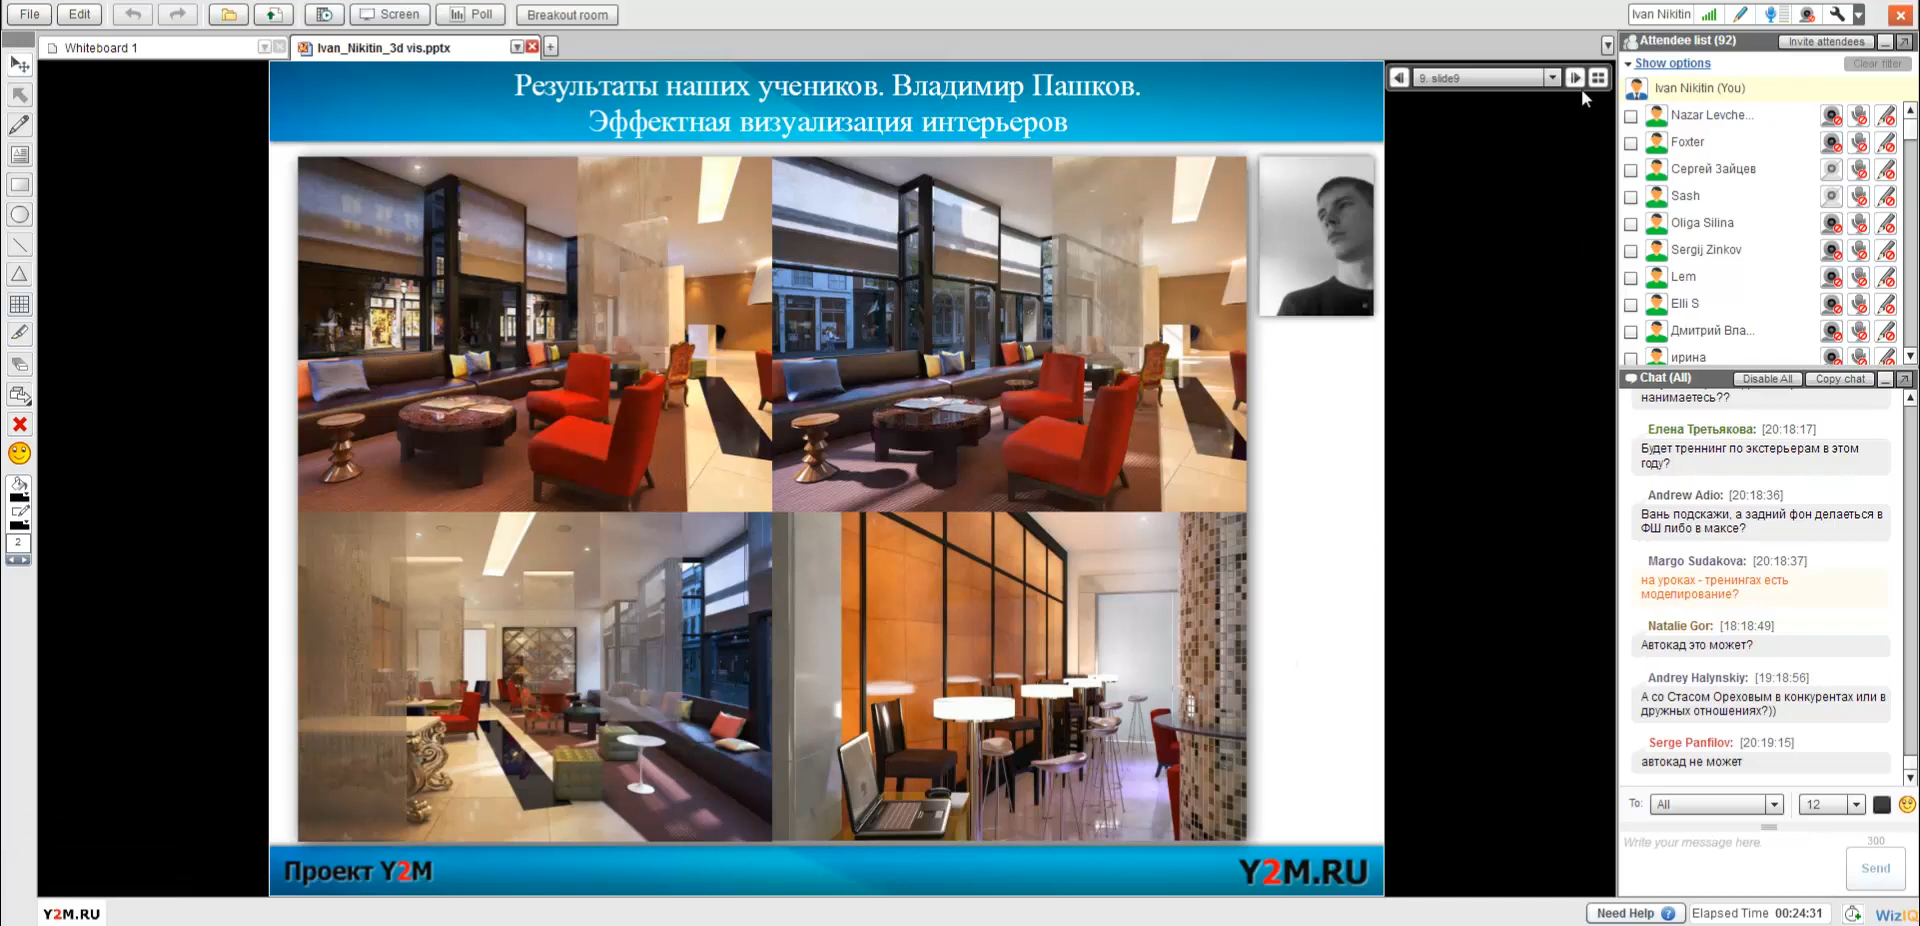 File
Edit
Screen
Poll
Breakout room
Ivan Nikitin
Whiteboard 1
Ivan_Nikitin_3d vis.pptx
Результаты наших учеников. Владимир Пашков.
Эффектная визуализация интерьеров
9. slide9
Проект Y2M
Y2M.RU
2
Attendee list (92)
Invite attendees
Show options
Clear filter
Ivan Nikitin (You)
Nazar Levche...
Foxter
Сергей Зайцев
Sash
Oliga Silina
Sergij Zinkov
Lem
Elli S
Дмитрий Вла...
ирина
Chat (All)
Disable All
Copy chat
нанимаетесь??
Елена Третьякова: [20:18:17]
Будет треннинг по экстерьерам в этом
году?
Andrew Adio: [20:18:36]
Вань подскажи, а задний фон делаеться в
ФШ либо в максе?
Margo Sudakova: [20:18:37]
на уроках - тренингах есть
моделирование?
Natalie Gor: [18:18:49]
Автокад это может?
Andrey Halynskiy: [19:18:56]
А со Стасом Ореховым в конкурентах или в
дружных отношениях?))
Serge Panfilov: [20:19:15]
автокад не может
To:
All
12
Write your message here.
300
Send
Y2M.RU
Need Help ?
Elapsed Time 00:24:31
WizIQ